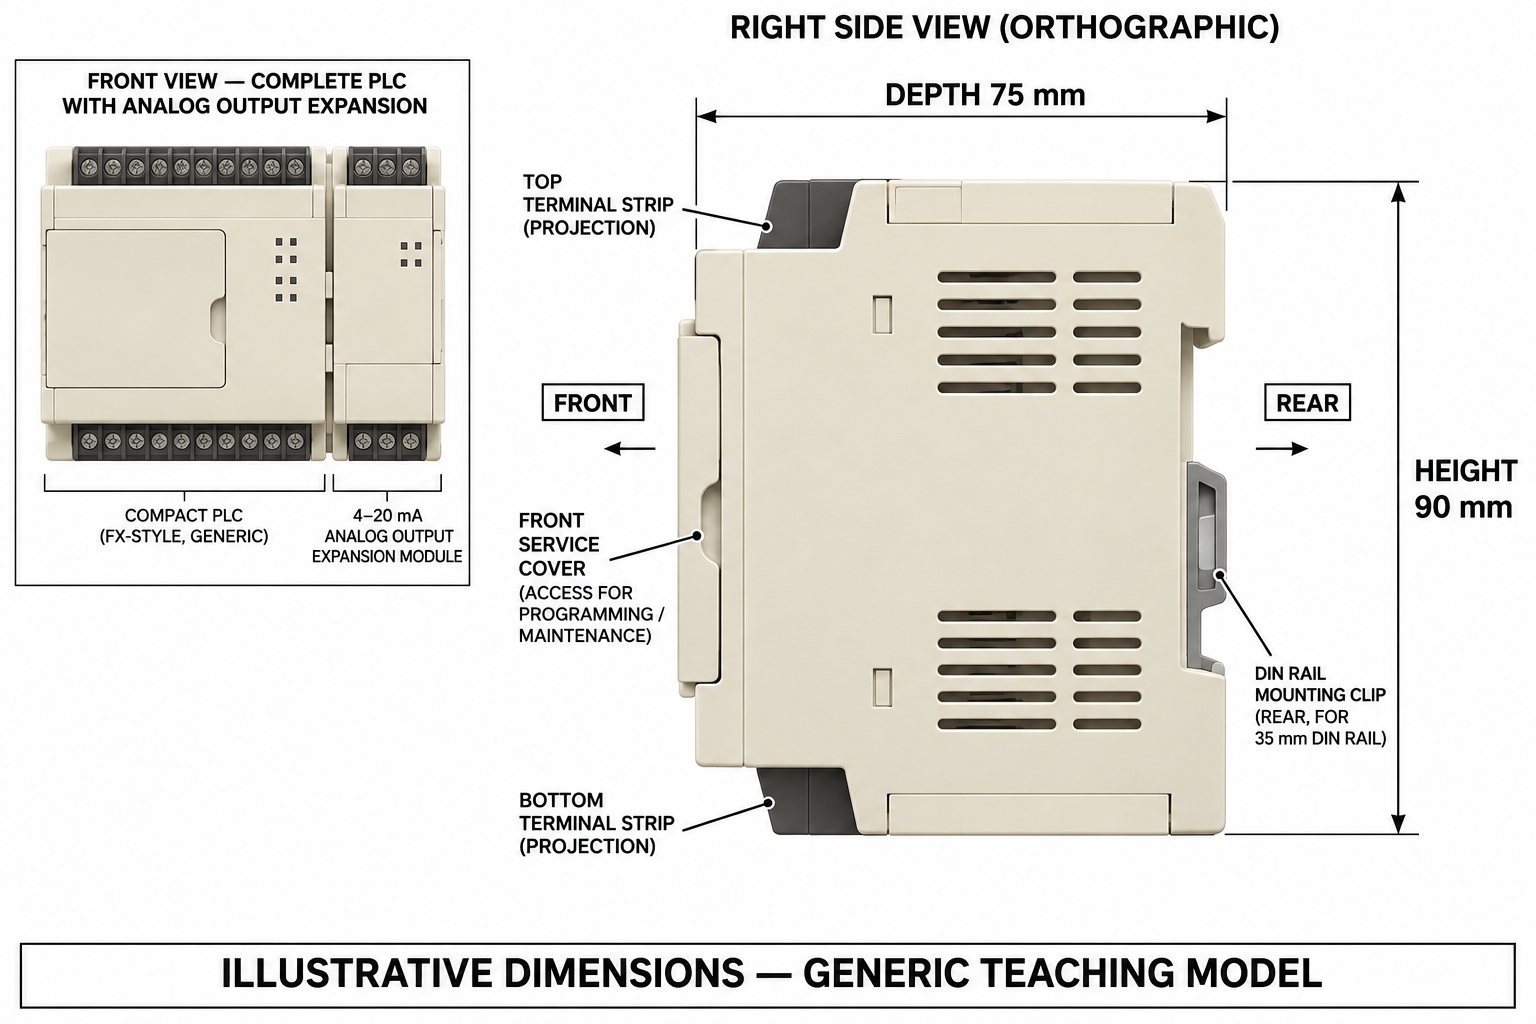 RIGHT SIDE VIEW (ORTHOGRAPHIC)
FRONT VIEW — COMPLETE PLC
WITH ANALOG OUTPUT EXPANSION
COMPACT PLC
(FX-STYLE, GENERIC)
4–20 mA
ANALOG OUTPUT
EXPANSION MODULE
DEPTH 75 mm
TOP
TERMINAL STRIP
(PROJECTION)
FRONT
REAR
HEIGHT
90 mm
FRONT
SERVICE
COVER
(ACCESS FOR
PROGRAMMING /
MAINTENANCE)
DIN RAIL
MOUNTING CLIP
(REAR, FOR
35 mm DIN RAIL)
BOTTOM
TERMINAL STRIP
(PROJECTION)
ILLUSTRATIVE DIMENSIONS — GENERIC TEACHING MODEL